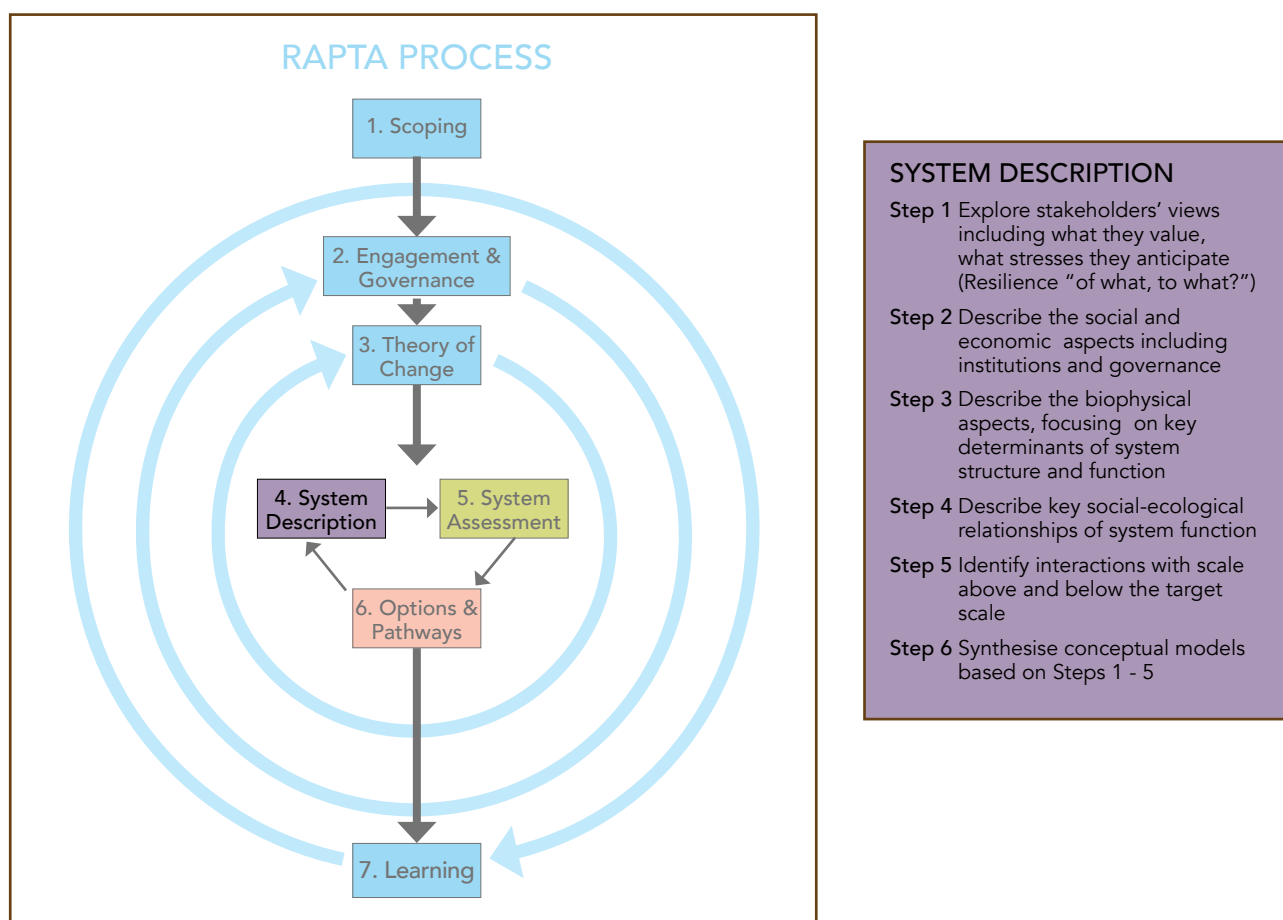 RAPTA PROCESS
1. Scoping
2. Engagement &
Governance
3. Theory of
Change
4. System
Description
5. System
Assessment
6. Options &
Pathways
7. Learning
SYSTEM DESCRIPTION
Step 1 Explore stakeholders’ views
including what they value,
what stresses they anticipate
(Resilience “of what, to what?”)
Step 2 Describe the social and
economic aspects including
institutions and governance
Step 3 Describe the biophysical
aspects, focusing on key
determinants of system
structure and function
Step 4 Describe key social-ecological
relationships of system function
Step 5 Identify interactions with scale
above and below the target
scale
Step 6 Synthesise conceptual models
based on Steps 1 - 5